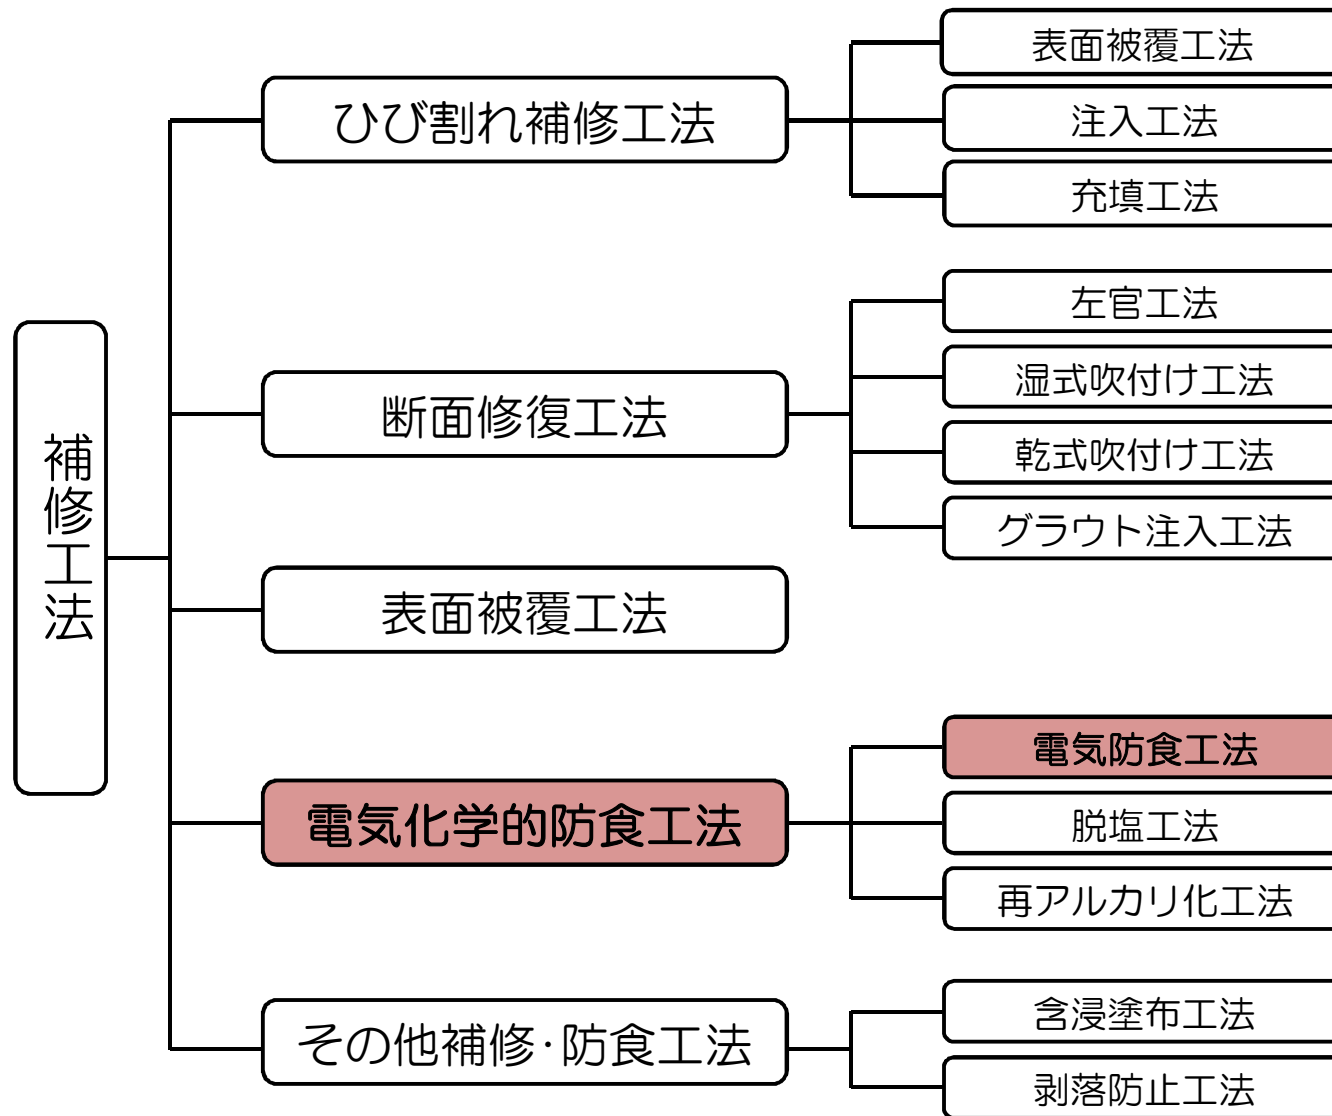 補修工法
ひび割れ補修工法
表面被覆工法
注入工法
充填工法
断面修復工法
左官工法
湿式吹付け工法
乾式吹付け工法
グラウト注入工法
表面被覆工法
電気化学的防食工法
電気防食工法
脱塩工法
再アルカリ化工法
その他補修･防食工法
含浸塗布工法
剥落防止工法